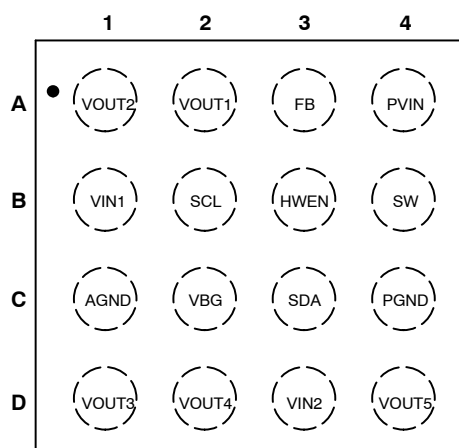 1 2 3 4
A VOUT2 VOUT1 FB PVIN
B VIN1 SCL HWEN SW
C AGND VBG SDA PGND
D VOUT3 VOUT4 VIN2 VOUT5